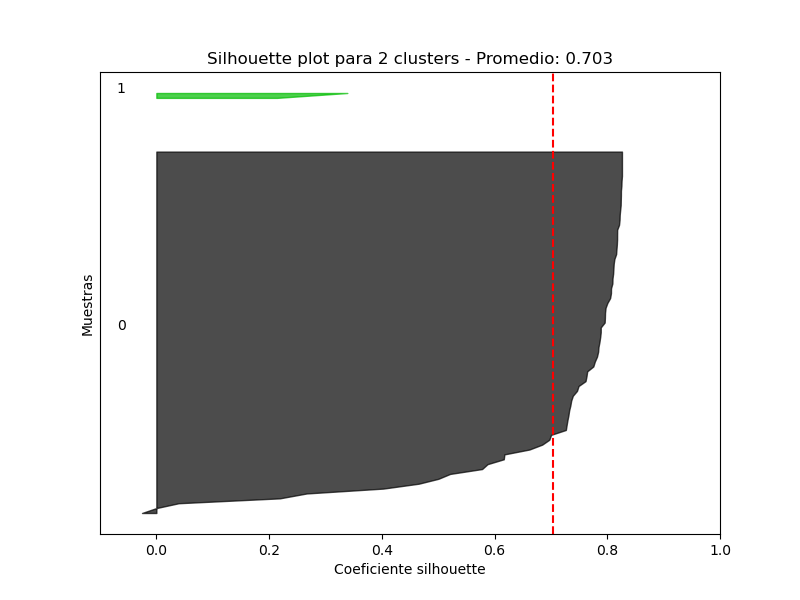 Silhouette plot para 2 clusters - Promedio: 0.703
1
0
Muestras
0.0 0.2 0.4 0.6 0.8 1.0
Coeficiente silhouette